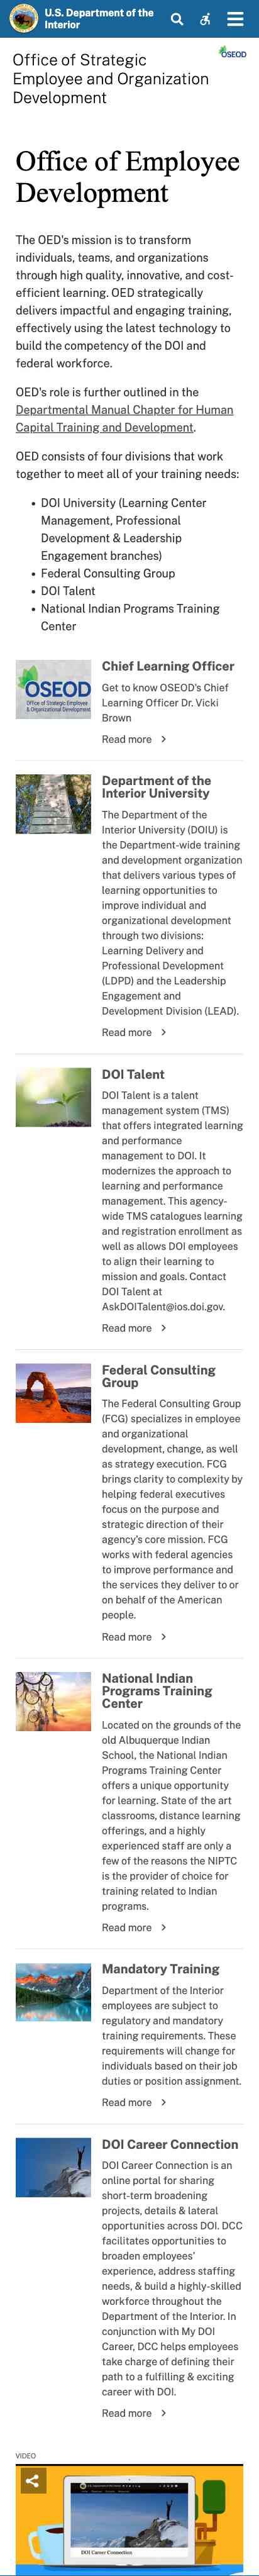 U.S. Department of the
Interior
Office of Strategic
Employee and Organization
Development
OSEOD
Office of Employee
Development
The OED's mission is to transform
individuals, teams, and organizations
through high quality, innovative, and cost-
efficient learning. OED strategically
delivers impactful and engaging training,
effectively using the latest technology to
build the competency of the DOI and
federal workforce.
OED's role is further outlined in the
Departmental Manual Chapter for Human
Capital Training and Development.
OED consists of four divisions that work
together to meet all of your training needs:
• DOI University (Learning Center
Management, Professional
Development & Leadership
Engagement branches)
• Federal Consulting Group
• DOI Talent
• National Indian Programs Training
Center
OSEOD
Office of Strategic Employee
& Organizational Development
Chief Learning Officer
Get to know OSEOD's Chief
Learning Officer Dr. Vicki
Brown
Read more
Department of the
Interior University
The Department of the
Interior University (DOIU) is
the Department-wide training
and development organization
that delivers various types of
learning opportunities to
improve individual and
organizational development
through two divisions:
Learning Delivery and
Professional Development
(LDPD) and the Leadership
Engagement and
Development Division (LEAD).
Read more
DOI Talent
DOI Talent is a talent
management system (TMS)
that offers integrated learning
and performance
management to DOI. It
modernizes the approach to
learning and performance
management. This agency-
wide TMS catalogues learning
and registration enrollment as
well as allows DOI employees
to align their learning to
mission and goals. Contact
DOI Talent at
AskDOITalent@ios.doi.gov.
Read more
Federal Consulting
Group
The Federal Consulting Group
(FCG) specializes in employee
and organizational
development, change, as well
as strategy execution. FCG
brings clarity to complexity by
helping federal executives
focus on the purpose and
strategic direction of their
agency's core mission. FCG
works with federal agencies
to improve performance and
the services they deliver to or
on behalf of the American
people.
Read more
National Indian
Programs Training
Center
Located on the grounds of the
old Albuquerque Indian
School, the National Indian
Programs Training Center
offers a unique opportunity
for learning. State of the art
classrooms, distance learning
offerings, and a highly
experienced staff are only a
few of the reasons the NIPTC
is the provider of choice for
training related to Indian
programs.
Read more
Mandatory Training
Department of the Interior
employees are subject to
regulatory and mandatory
training requirements. These
requirements will change for
individuals based on their job
duties or position assignment.
Read more
DOI Career Connection
DOI Career Connection is an
online portal for sharing
short-term broadening
projects, details & lateral
opportunities across DOI. DCC
facilitates opportunities to
broaden employees'
experience, address staffing
needs, & build a highly-skilled
workforce throughout the
Department of the Interior. In
conjunction with My DOI
Career, DCC helps employees
take charge of defining their
path to a fulfilling & exciting
career with DOI.
Read more
VIDEO
DOI Career Connection